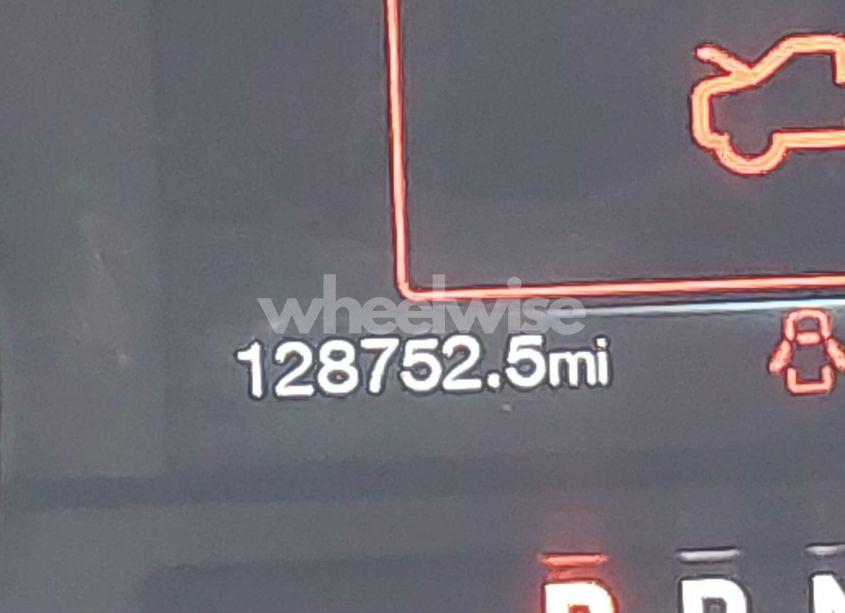 wheelwise
128752.5mi
P R N